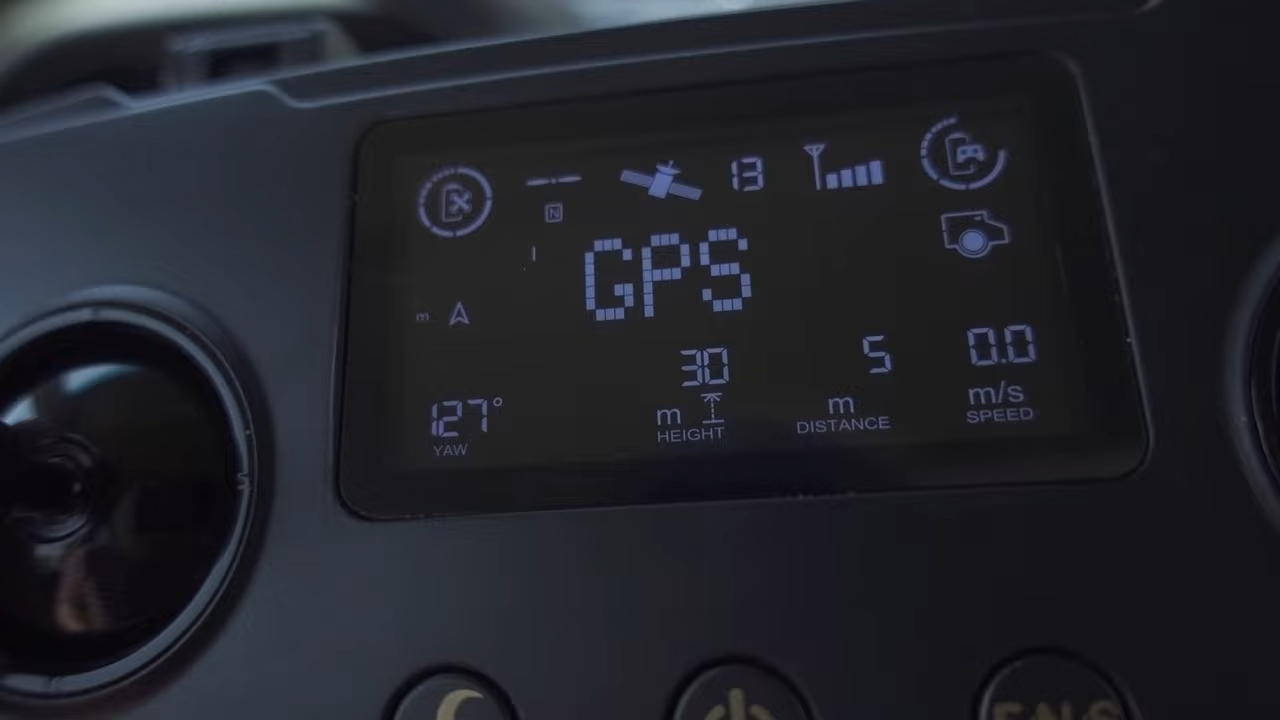 13
N
GPS
m
30
5
0.0
127°
m
m
m/s
YAW
HEIGHT
DISTANCE
SPEED